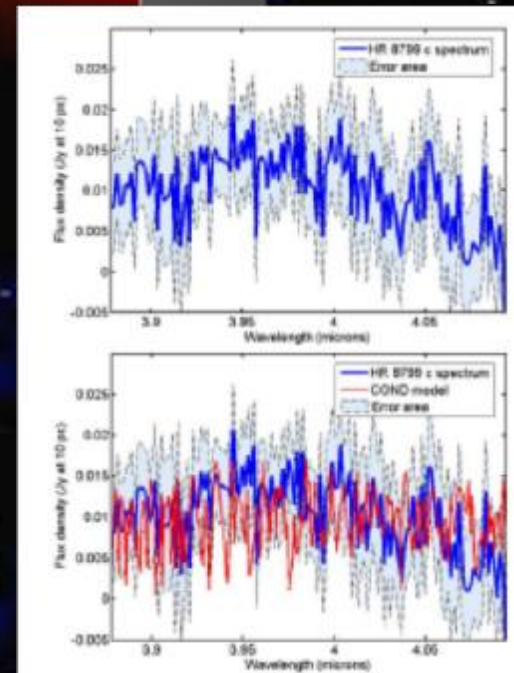 0.025
0.02
0.015
0.01
0.005
0
-0.005
Flux density (Jy at 10 pc)
HR 8799 c spectrum
Error area
3.9
3.95
4
4.05
Wavelength (microns)
0.025
0.02
0.015
0.01
0.005
0
-0.005
Flux density (Jy at 10 pc)
HR 8799 c spectrum
COND model
Error area
3.9
3.95
4
4.05
Wavelength (microns)